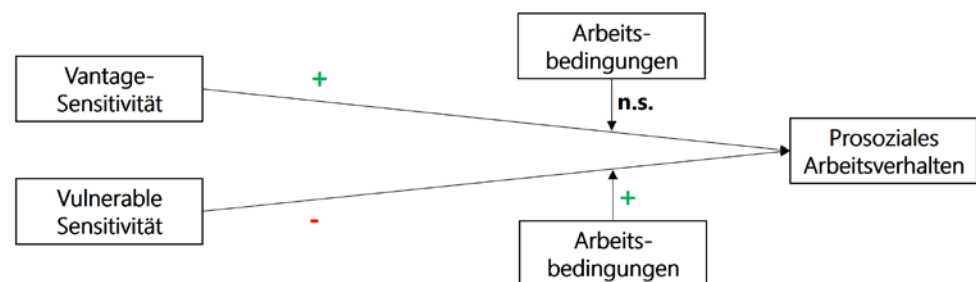 Vantage-
Sensitivität
+
Arbeits-
bedingungen
n.s.
Prosoziales
Arbeitsverhalten
Vulnerable
Sensitivität
-
+
Arbeits-
bedingungen